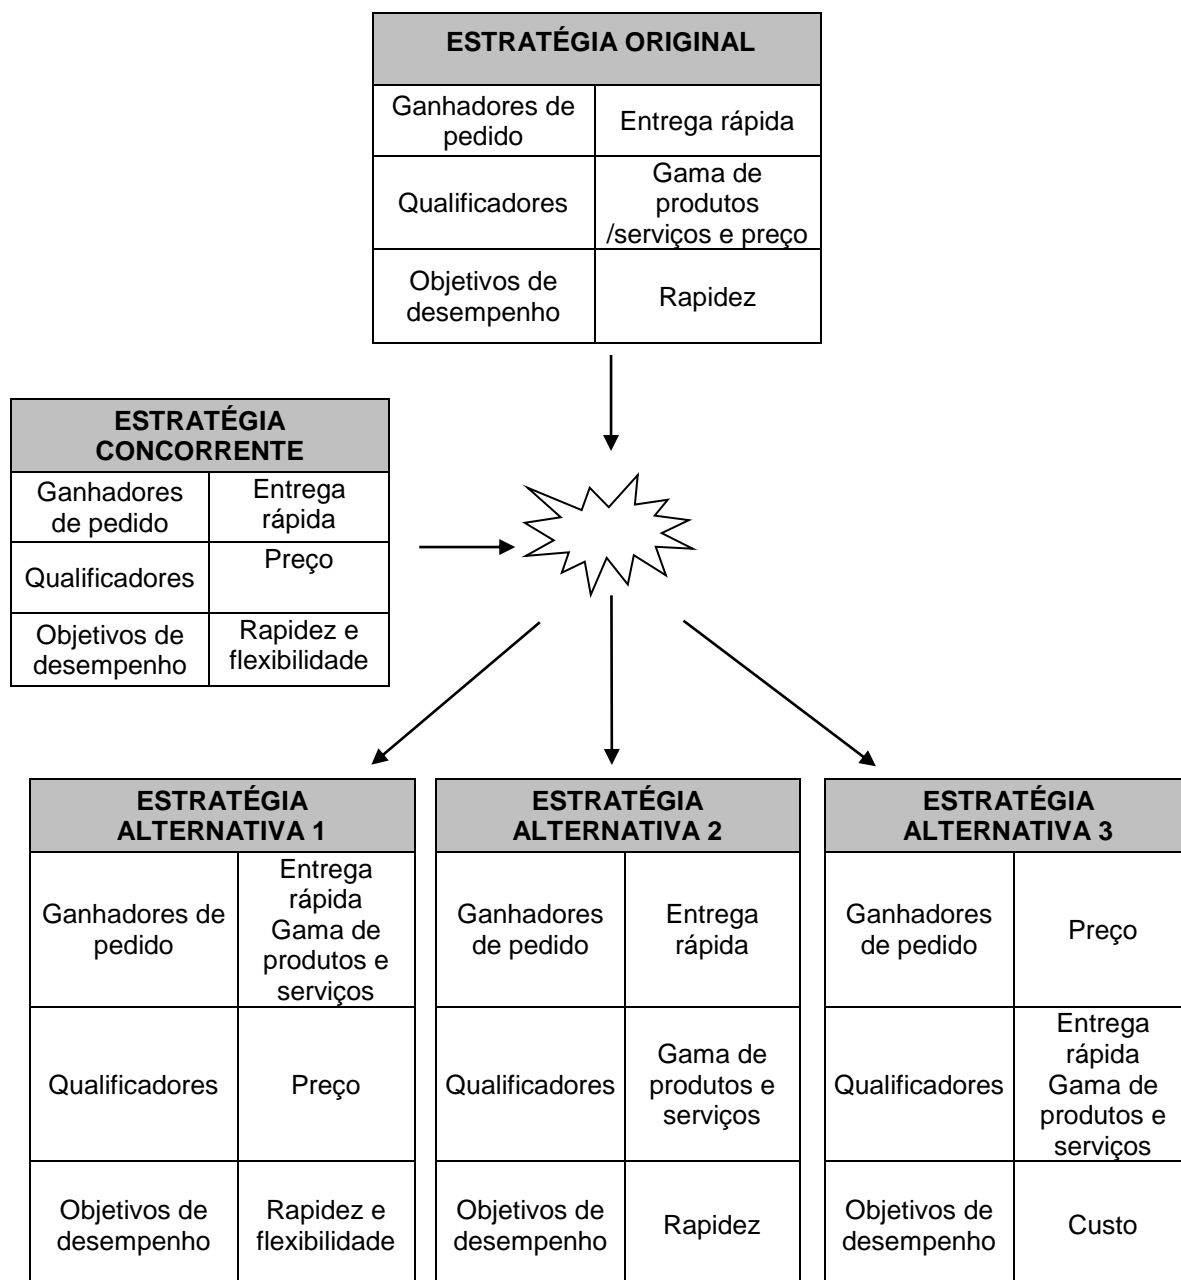 ESTRATÉGIA ORIGINAL
Ganhadores de
pedido
Entrega rápida
Qualificadores
Gama de
produtos
/serviços e preço
Objetivos de
desempenho
Rapidez
ESTRATÉGIA
CONCORRENTE
Ganhadores
de pedido
Entrega
rápida
Qualificadores
Preço
Objetivos de
desempenho
Rapidez e
flexibilidade
ESTRATÉGIA
ALTERNATIVA 1
Ganhadores de
pedido
Entrega
rápida
Gama de
produtos e
serviços
Qualificadores
Preço
Objetivos de
desempenho
Rapidez e
flexibilidade
ESTRATÉGIA
ALTERNATIVA 2
Ganhadores
de pedido
Entrega
rápida
Qualificadores
Gama de
produtos e
serviços
Objetivos de
desempenho
Rapidez
ESTRATÉGIA
ALTERNATIVA 3
Ganhadores
de pedido
Preço
Qualificadores
Entrega
rápida
Gama de
produtos e
serviços
Objetivos de
desempenho
Custo